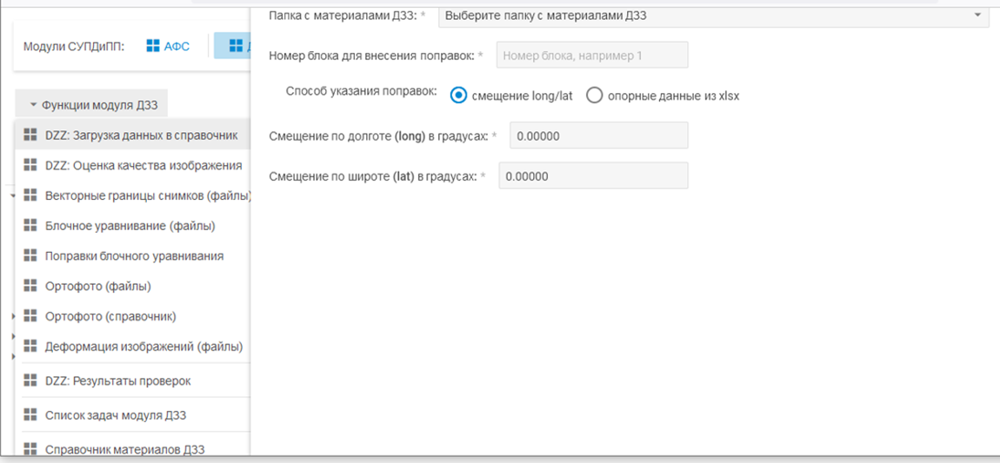 Папка с материалами ДЗЗ: * Выберите папку с материалами ДЗЗ
Модули СУПДиПП: АФС
Номер блока для внесения поправок: * Номер блока, например 1
Способ указания поправок: смещение long/lat опорные данные из xlsx
Функции модуля ДЗЗ
DZZ: Загрузка данных в справочник
Смещение по долготе (long) в градусах: * 0.00000
DZZ: Оценка качества изображения
Смещение по широте (lat) в градусах: * 0.00000
Векторные границы снимков (файлы)
Блочное уравнивание (файлы)
Поправки блочного уравнивания
Ортофото (файлы)
Ортофото (справочник)
Деформация изображений (файлы)
DZZ: Результаты проверок
Список задач модуля ДЗЗ
Справочник материалов ДЗЗ